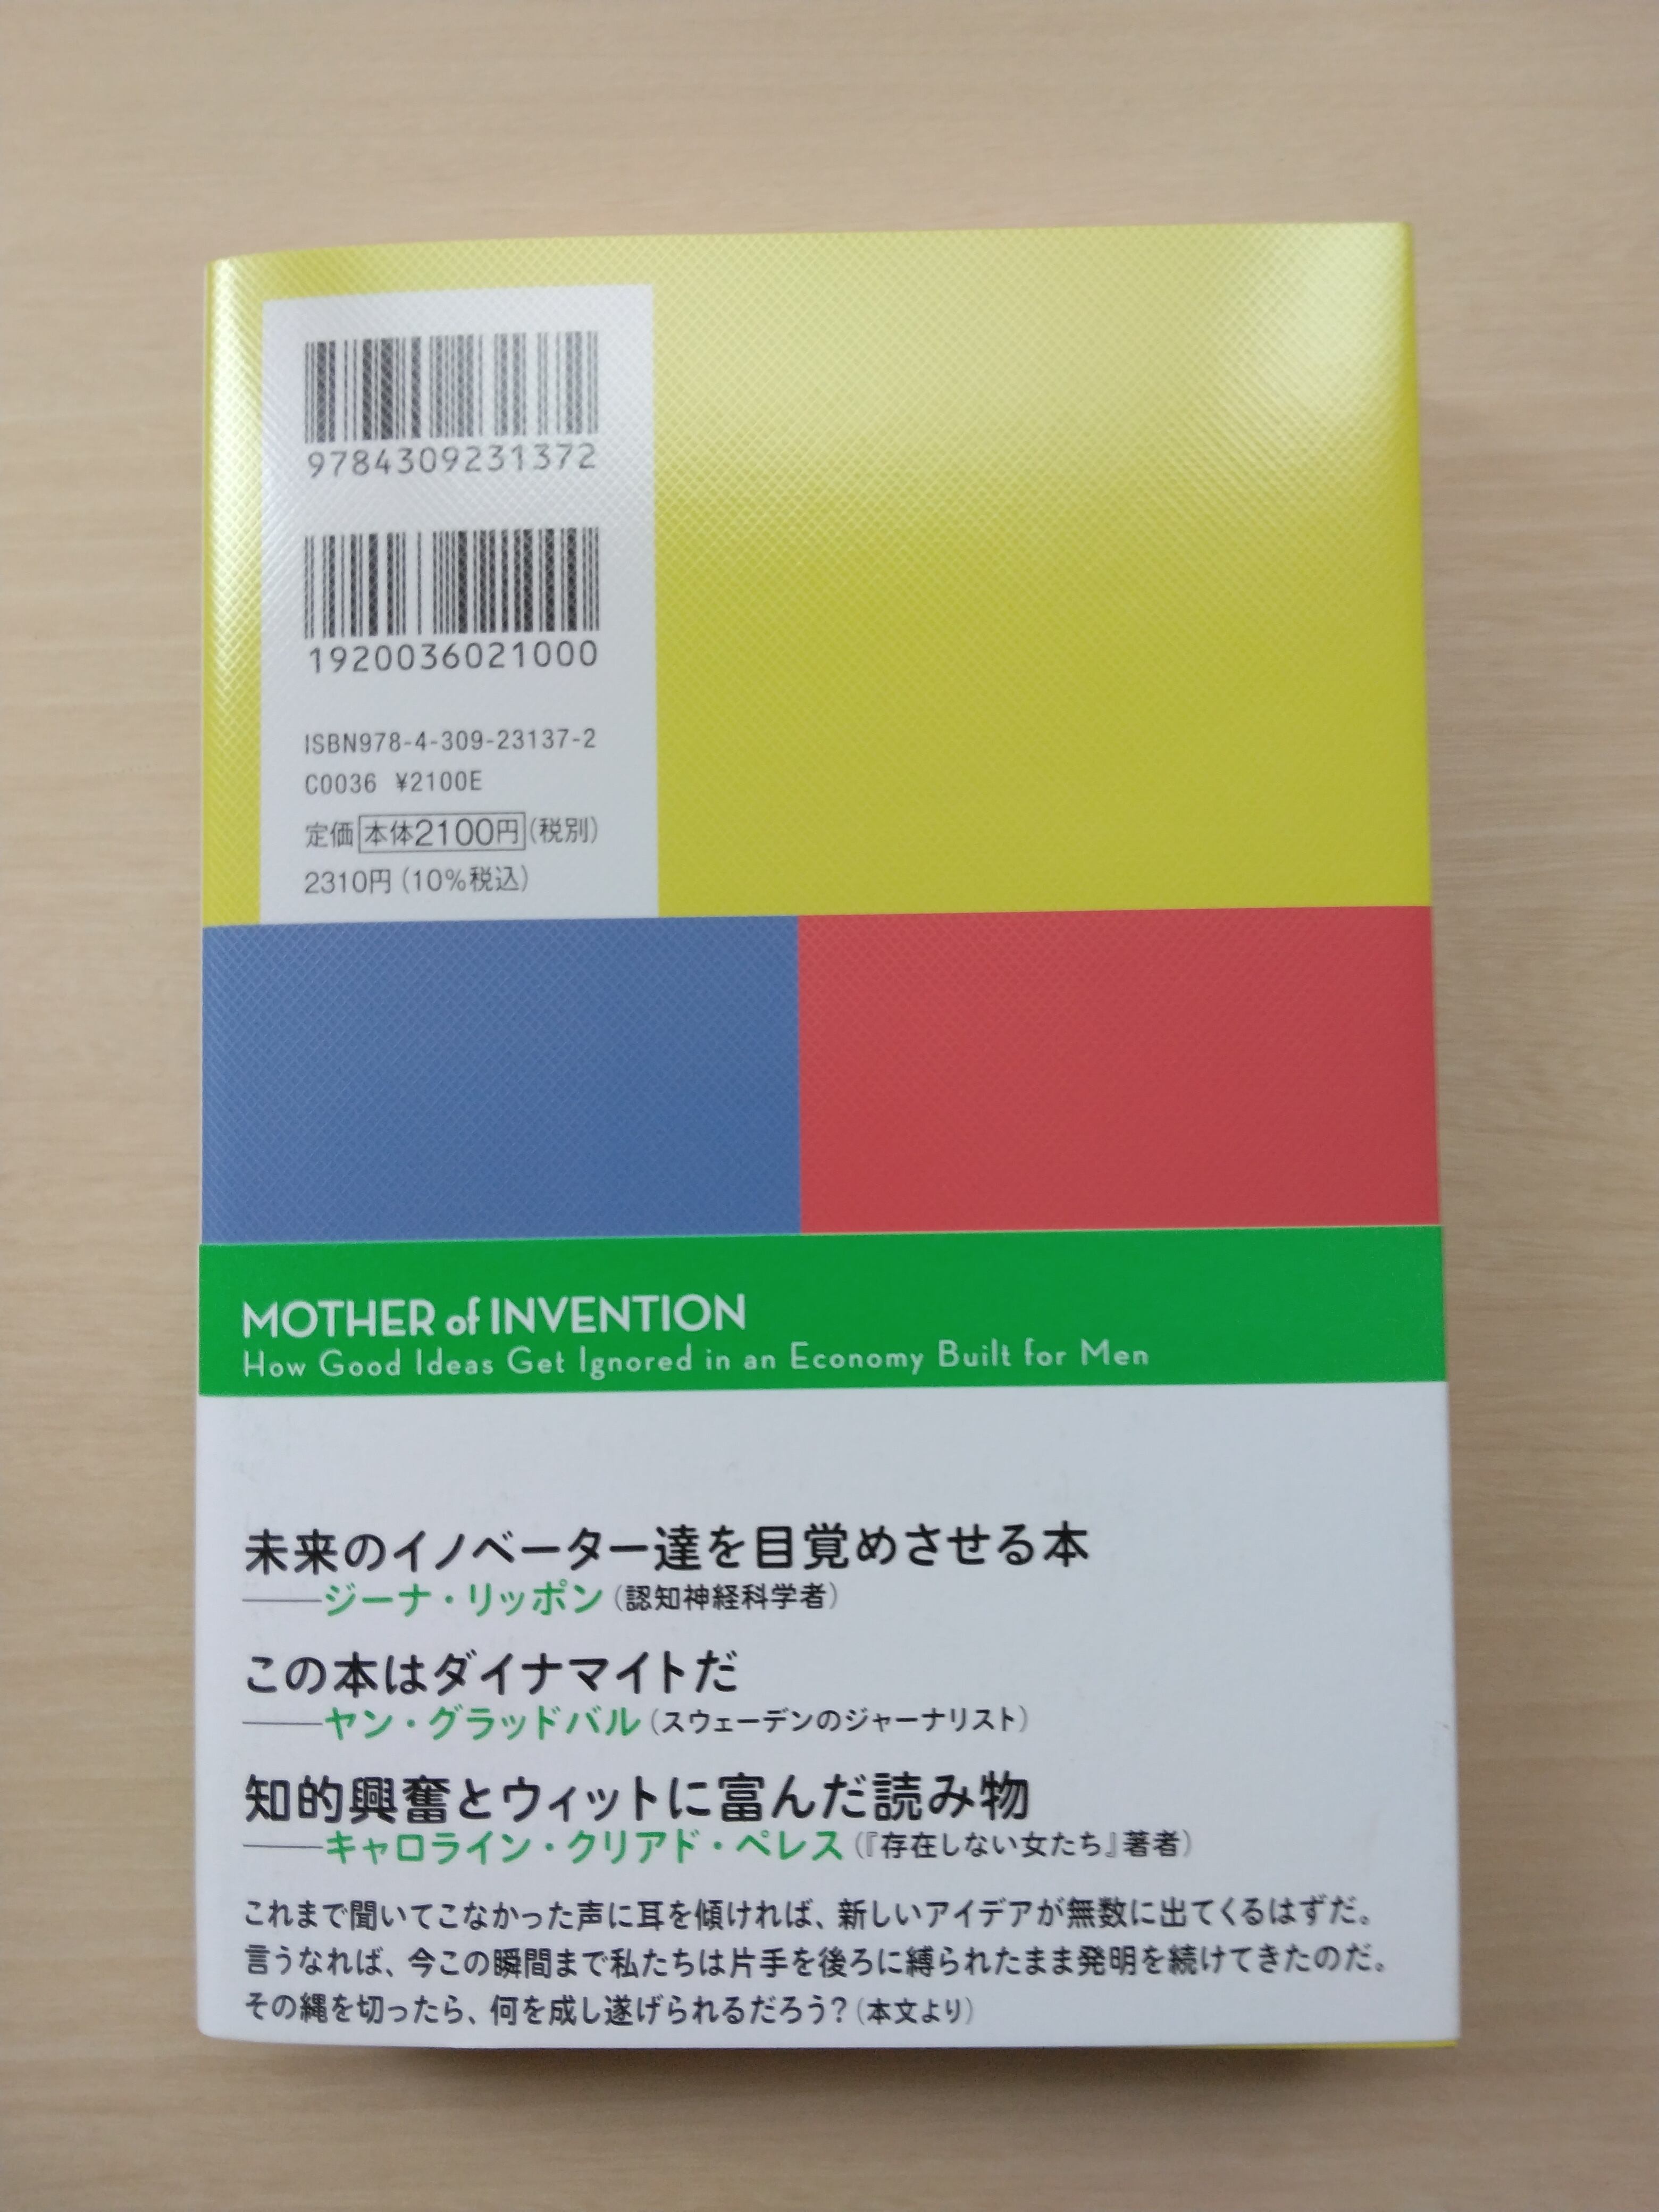 9784309231372
1920036021000
ISBN978-4-309-23137-2
C0036 ¥2100E
定価 本体2100円(税別)
2310円(10%税込)
MOTHER of INVENTION
How Good Ideas Get Ignored in an Economy Built for Men
未来のイノベーター達を目覚めさせる本
——ジーナ・リッポン(認知神経科学者)
この本はダイナマイトだ
——ヤン・グラッドバル(スウェーデンのジャーナリスト)
知的興奮とウィットに富んだ読み物
——キャロライン・クリアド・ペレス(『存在しない女たち』著者)
これまで聞いてこなかった声に耳を傾ければ、新しいアイデアが無数に出てくるはずだ。
言うなれば、今この瞬間まで私たちは片手を後ろに縛られたまま発明を続けてきたのだ。
その縄を切ったら、何を成し遂げられるだろう?(本文より)